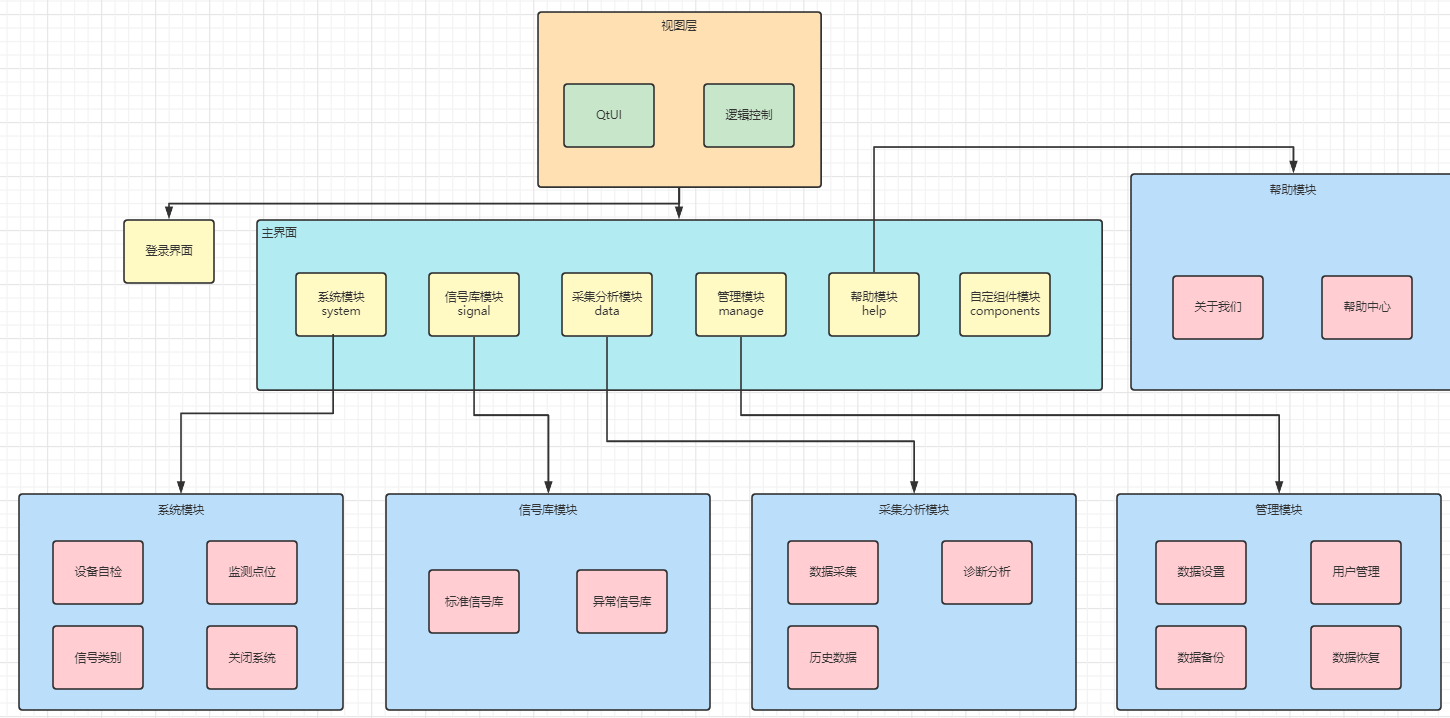 视图层
QtUI
逻辑控制
登录界面
主界面
系统模块
system
信号库模块
signal
采集分析模块
data
管理模块
manage
帮助模块
help
自定组件模块
components
帮助模块
关于我们
帮助中心
系统模块
设备自检
监测点位
信号类别
关闭系统
信号库模块
标准信号库
异常信号库
采集分析模块
数据采集
诊断分析
历史数据
管理模块
数据设置
用户管理
数据备份
数据恢复